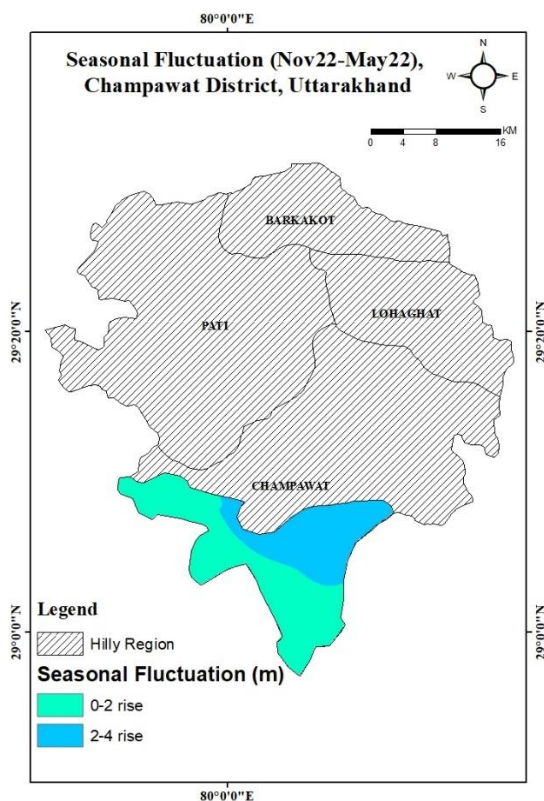 80°0'0"E
Seasonal Fluctuation (Nov22-May22),
Champawat District, Uttarakhand
N
W E
S
KM
0 4 8 16
BARKAKOT
LOHAGHAT
PATI
29°20'0"N
29°20'0"N
CHAMPAWAT
29°0'0"N
29°0'0"N
Legend
Hilly Region
Seasonal Fluctuation (m)
0-2 rise
2-4 rise
80°0'0"E